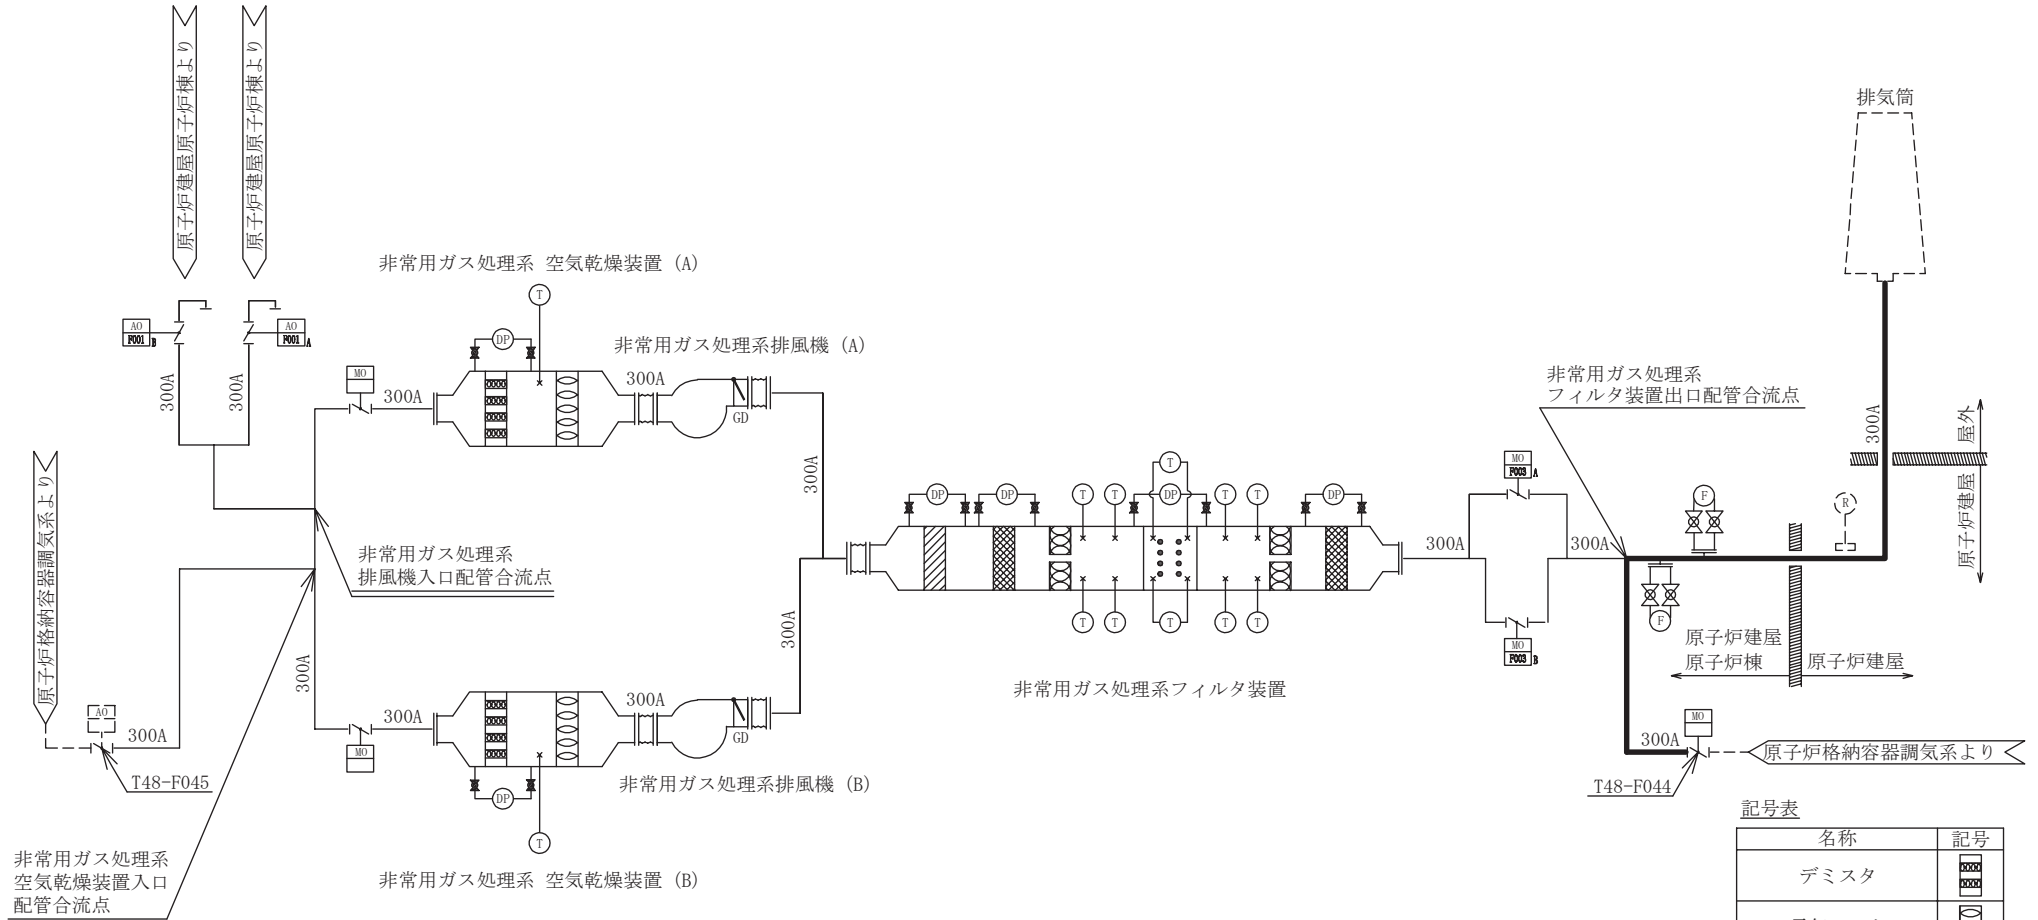 原子炉建屋原子炉棟より
原子炉建屋原子炉棟より
排気筒
非常用ガス処理系 空気乾燥装置 (A)
T
AO
F001
B
AO
F001
A
DP
非常用ガス処理系排風機 (A)
300A
300A
MO
300A
300A
GD
非常用ガス処理系
フィルタ装置出口配管合流点
300A
屋外
原子炉建屋
原子炉格納容器調気系より
300A
T
MO
F003
A
DP
DP
T
T
DP
T
T
DP
F
R
非常用ガス処理系
排風機入口配管合流点
300A
300A
300A
300A
T
T
T
T
T
F
MO
F003
B
原子炉建屋
原子炉棟
原子炉建屋
非常用ガス処理系フィルタ装置
AO
300A
MO
300A
300A
GD
MO
300A
原子炉格納容器調気系より
T48-F045
DP
非常用ガス処理系排風機 (B)
T48-F044
T
記号表
名称
記号
デミスタ
非常用ガス処理系
空気乾燥装置入口
配管合流点
非常用ガス処理系 空気乾燥装置 (B)